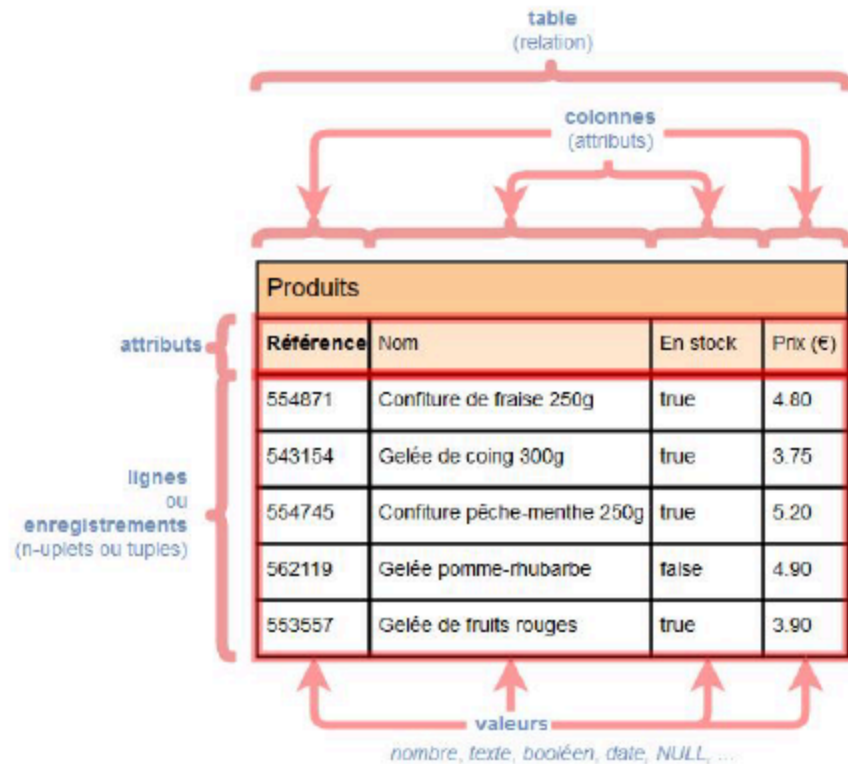 table
(relation)
colonnes
(attributs)
Produits
attributs
Référence Nom En stock Prix (€)
554871 Confiture de fraise 250g true 4.80
543154 Gelée de coing 300g true 3.75
lignes
ou
enregistrements
(n-uplets ou tuples)
554745 Confiture pêche-menthe 250g true 5.20
562119 Gelée pomme-rhubarbe false 4.90
553557 Gelée de fruits rouges true 3.90
valeurs
nombre, texte, booléen, date, NULL, ...